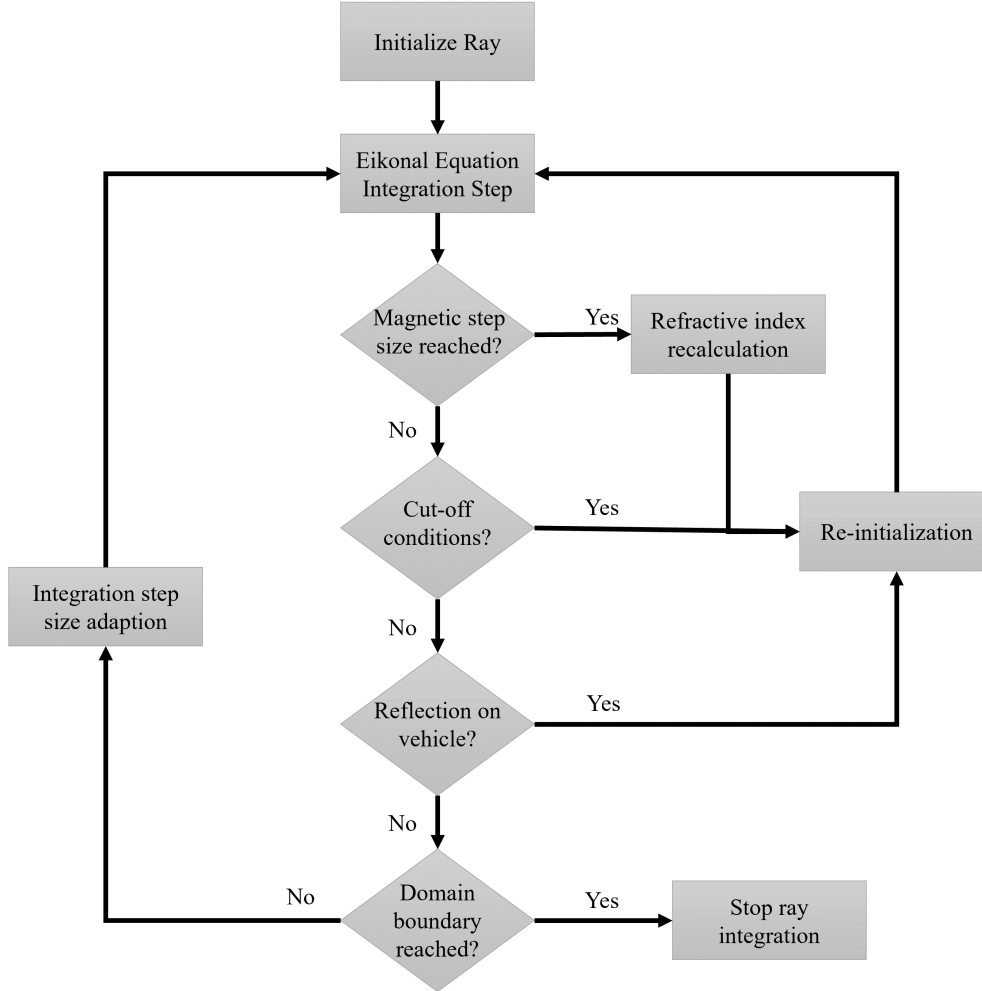 Initialize Ray
Eikonal Equation
Integration Step
Magnetic step
size reached?
Yes
Refractive index
recalculation
No
Cut-off
conditions?
Yes
Re-initialization
Integration step
size adaption
No
Reflection on
vehicle?
Yes
No
Domain
boundary
reached?
No
Yes
Stop ray
integration